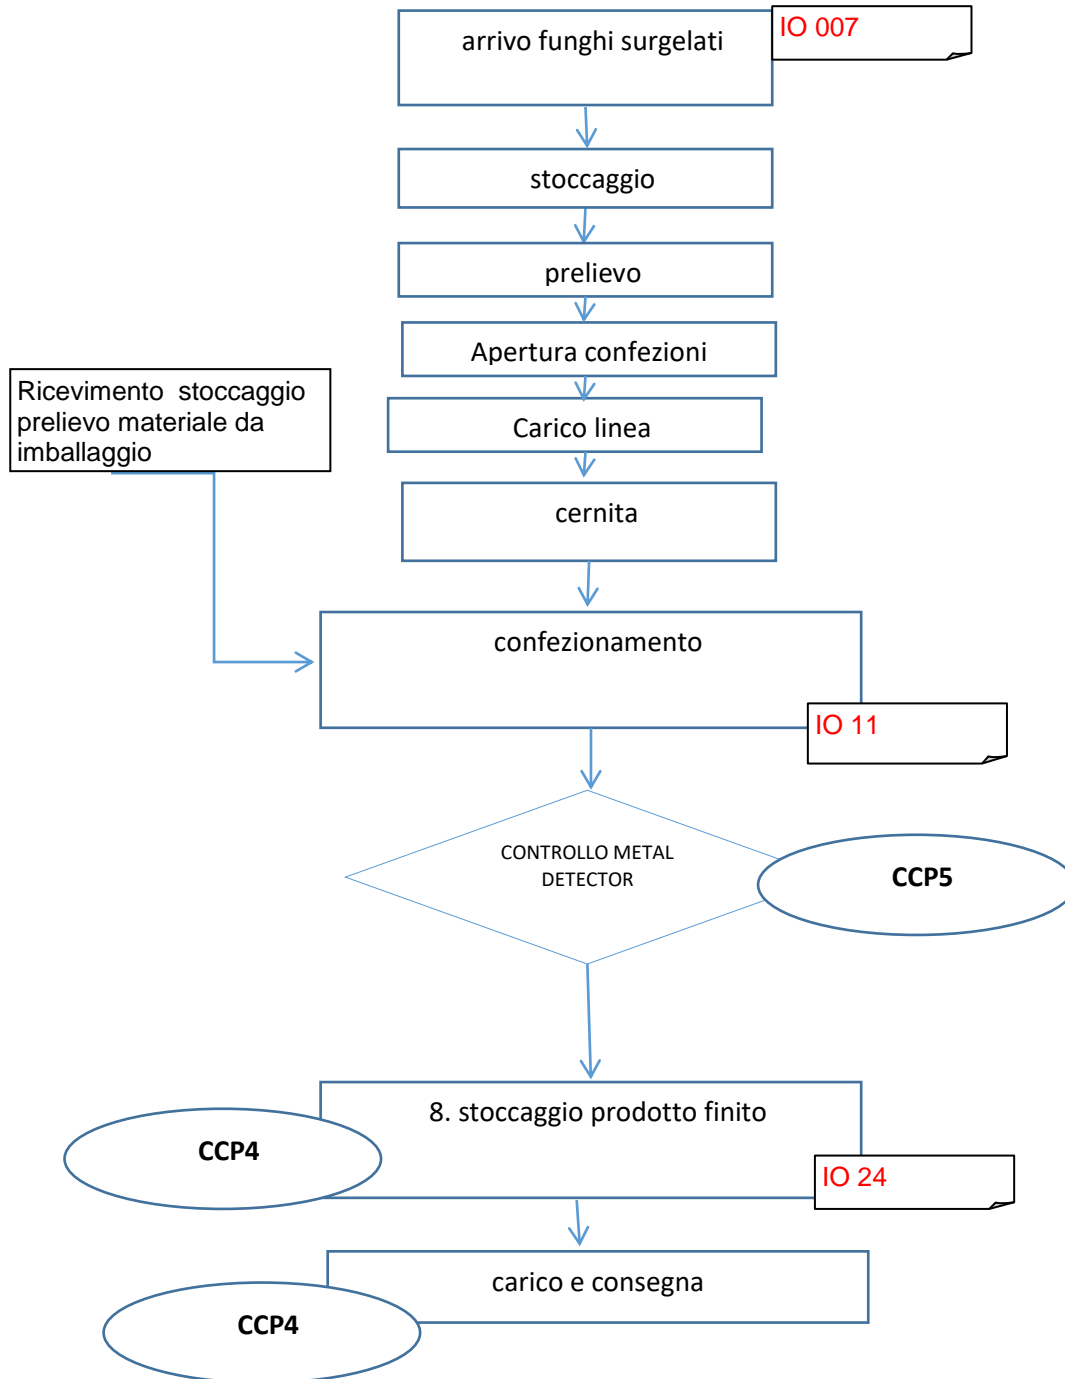 arrivo funghi surgelati
IO 007
stoccaggio
prelievo
Apertura confezioni
Ricevimento  stoccaggio
prelievo materiale da
imballaggio
Carico linea
cernita
confezionamento
IO 11
CONTROLLO METAL
DETECTOR
CCP5
8. stoccaggio prodotto finito
CCP4
IO 24
carico e consegna
CCP4